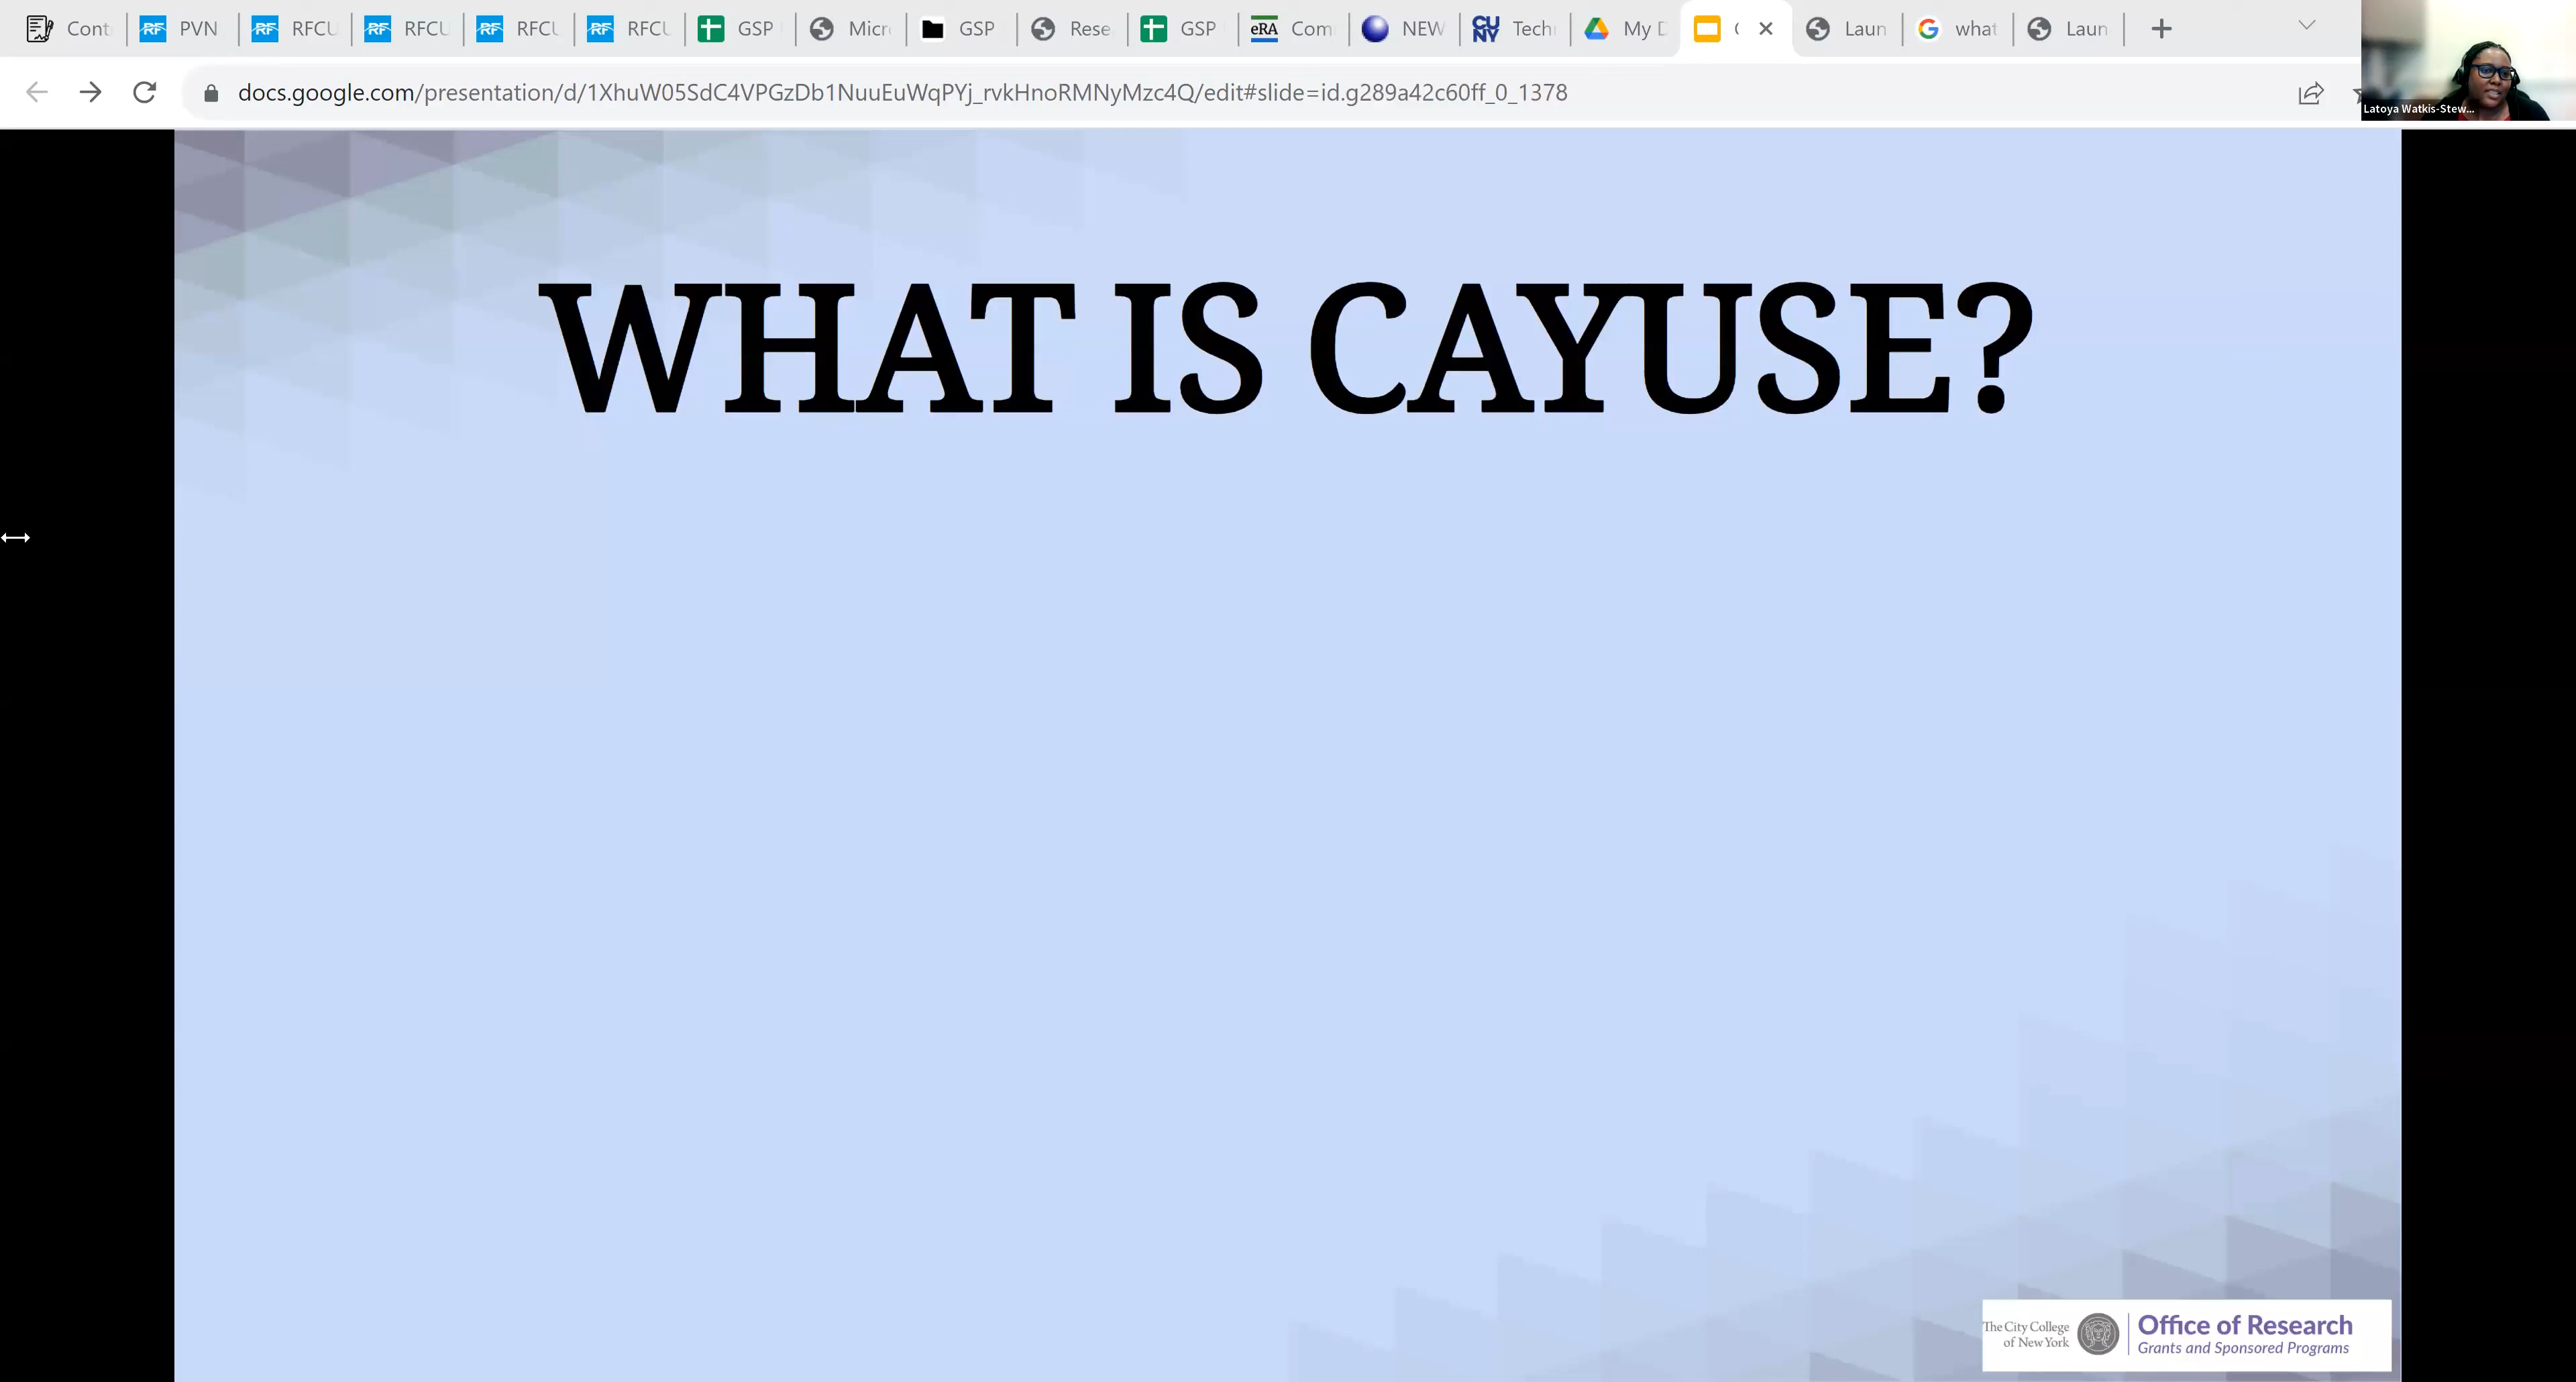 Cont PVN RFCU RFCU RFCU RFCU GSP Micr GSP Rese GSP eRA Com NEW CUNY Tech My D Laun what Laun
docs.google.com/presentation/d/1XhuW05SdC4VPGzDb1NuuEuWqPYj_rvkHnoRMNyMzc4Q/edit#slide=id.g289a42c60ff_0_1378
Latoya Watkis-Stew...
WHAT IS CAYUSE?
The City College
of New York
Office of Research
Grants and Sponsored Programs